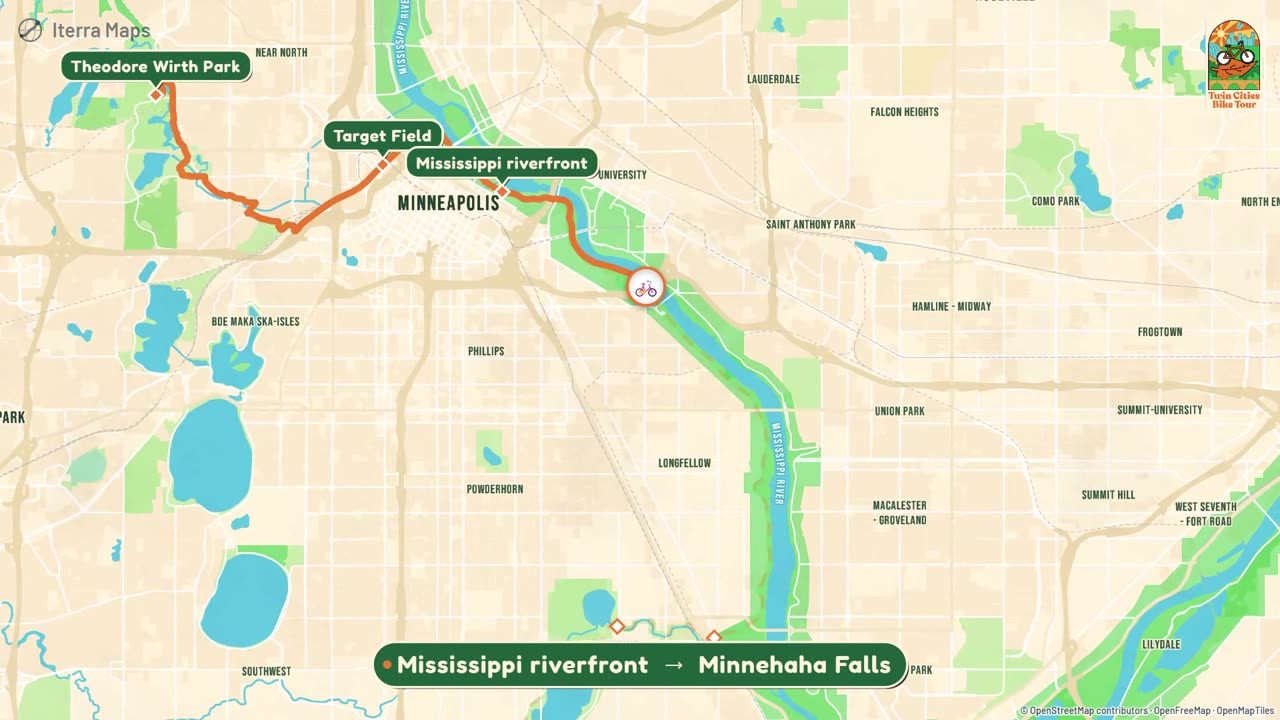 Iterra Maps
Theodore Wirth Park
NEAR NORTH
MISSISSIPPI RIVER
LAUDERDALE
FALCON HEIGHTS
Twin Cities
Bike Tour
Target Field
Mississippi riverfront
UNIVERSITY
MINNEAPOLIS
COMO PARK
NORTH EN
SAINT ANTHONY PARK
HAMLINE - MIDWAY
BDE MAKA SKA-ISLES
FROGTOWN
PHILLIPS
PARK
UNION PARK
SUMMIT-UNIVERSITY
MISSISSIPPI RIVER
LONGFELLOW
POWDERHORN
MACALESTER
- GROVELAND
SUMMIT HILL
WEST SEVENTH
- FORT ROAD
LILYDALE
SOUTHWEST
Mississippi riverfront → Minnehaha Falls
PARK
© OpenStreetMap contributors · OpenFreeMap · OpenMapTiles